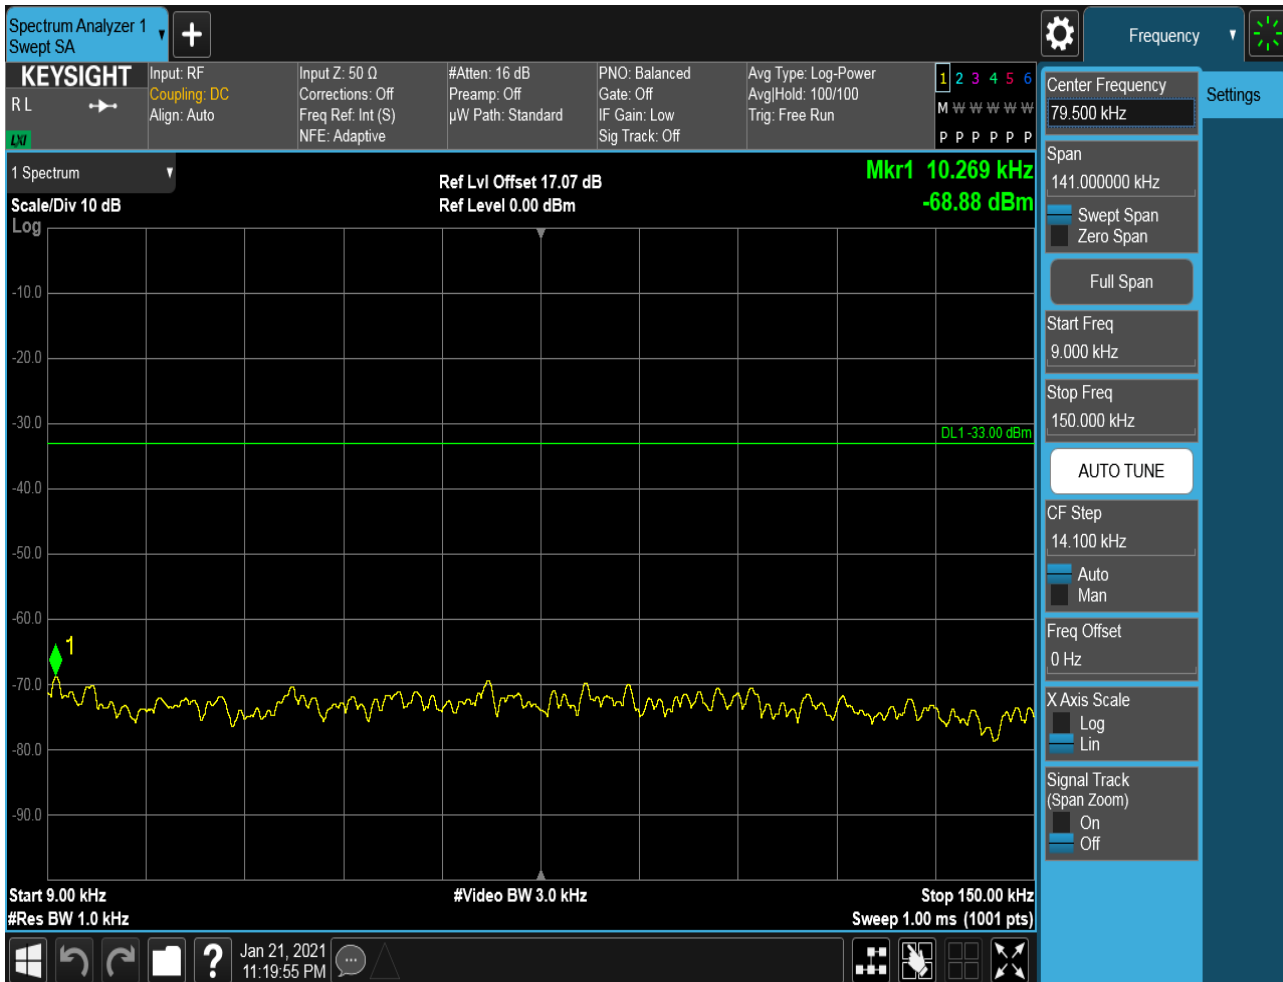 Spectrum Analyzer 1
Swept SA
Frequency
KEYSIGHT
R L
LXI
Input: RF
Coupling: DC
Align: Auto
Input Z: 50 Ω
Corrections: Off
Freq Ref: Int (S)
NFE: Adaptive
#Atten: 16 dB
Preamp: Off
µW Path: Standard
PNO: Balanced
Gate: Off
IF Gain: Low
Sig Track: Off
Avg Type: Log-Power
Avg|Hold: 100/100
Trig: Free Run
1 2 3 4 5 6
M W W W W W
P P P P P P
1 Spectrum
Scale/Div 10 dB
Log
Ref Lvl Offset 17.07 dB
Ref Level 0.00 dBm
Mkr1 10.269 kHz
-68.88 dBm
-10.0
-20.0
-30.0
DL1 -33.00 dBm
-40.0
-50.0
-60.0
1
-70.0
-80.0
-90.0
Start 9.00 kHz
#Res BW 1.0 kHz
#Video BW 3.0 kHz
Stop 150.00 kHz
Sweep 1.00 ms (1001 pts)
Center Frequency
79.500 kHz
Settings
Span
141.000000 kHz
Swept Span
Zero Span
Full Span
Start Freq
9.000 kHz
Stop Freq
150.000 kHz
AUTO TUNE
CF Step
14.100 kHz
Auto
Man
Freq Offset
0 Hz
X Axis Scale
Log
Lin
Signal Track
(Span Zoom)
On
Off
?
Jan 21, 2021
11:19:55 PM